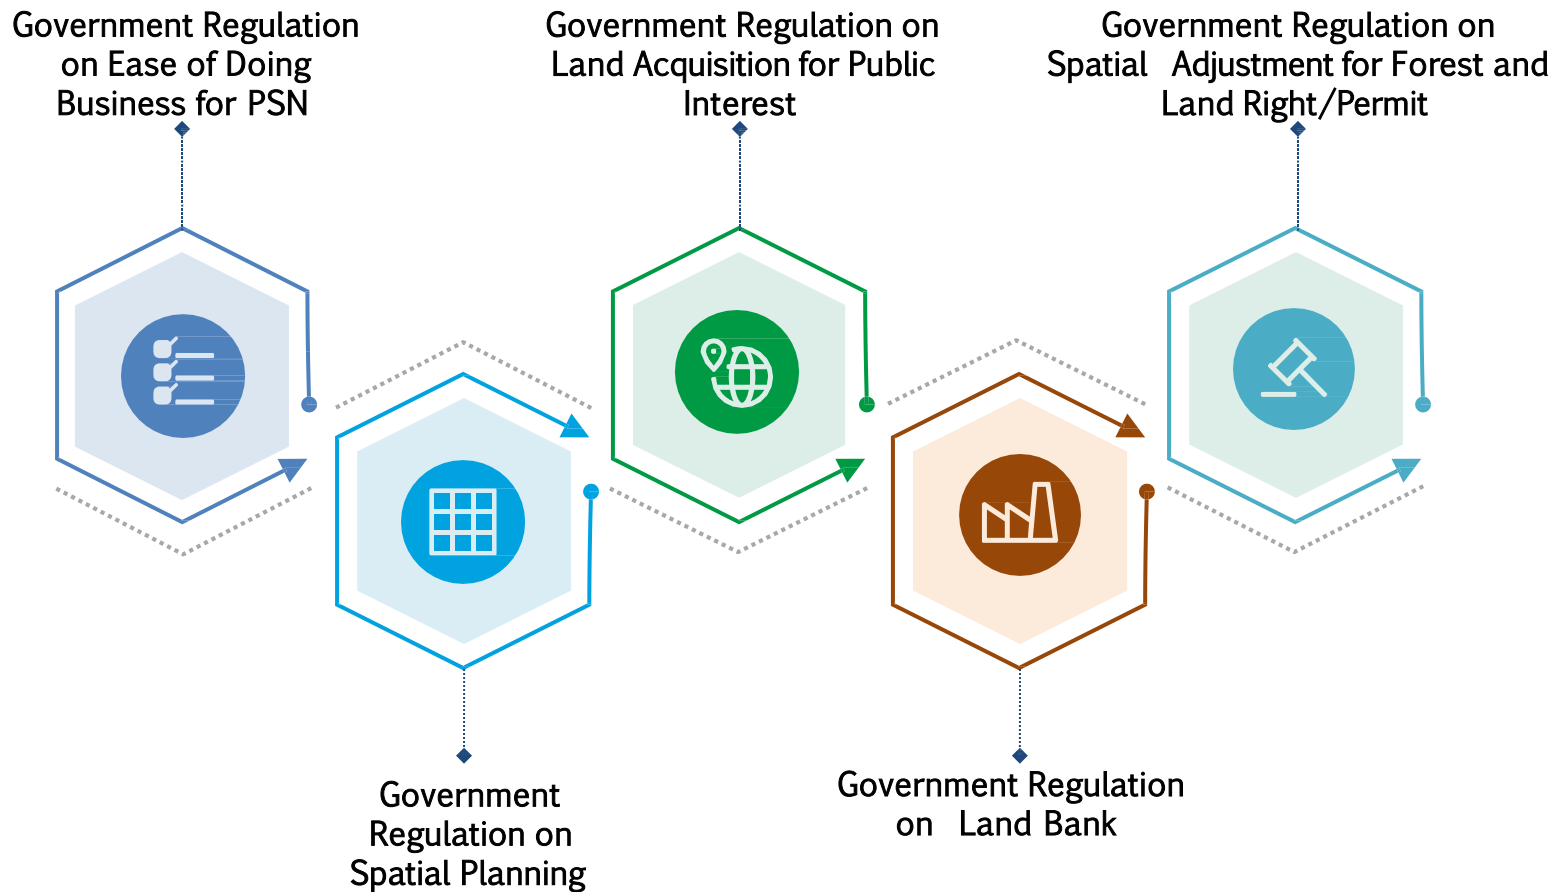 Government Regulation
on Ease of Doing
Business for PSN
Government Regulation on
Land Acquisition for Public
Interest
Government Regulation on
Spatial Adjustment for Forest and
Land Right/Permit
Government
Regulation on
Spatial Planning
Government Regulation
on Land Bank